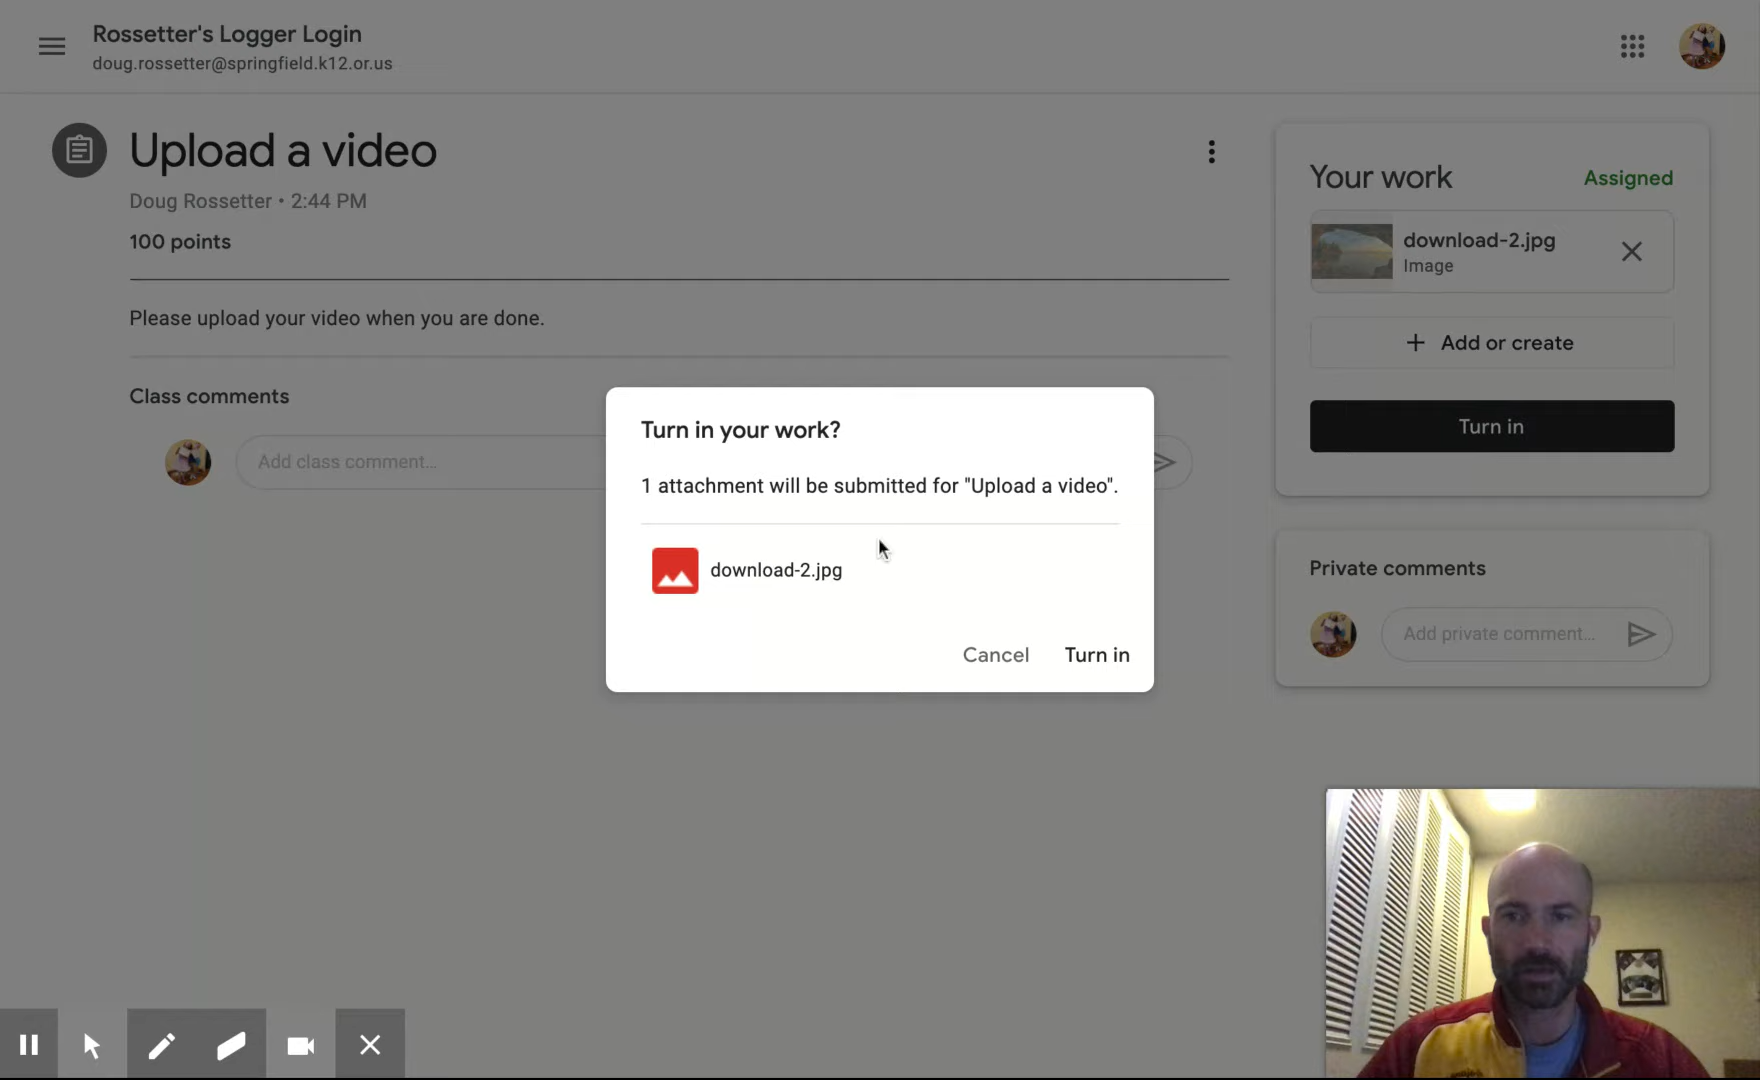 Rossetter's Logger Login
doug.rossetter@springfield.k12.or.us
Upload a video
Doug Rossetter • 2:44 PM
100 points
Please upload your video when you are done.
Class comments
Add class comment...
Your work
Assigned
download-2.jpg
Image
+ Add or create
Turn in
Private comments
Add private comment...
Turn in your work?
1 attachment will be submitted for "Upload a video".
download-2.jpg
Cancel
Turn in